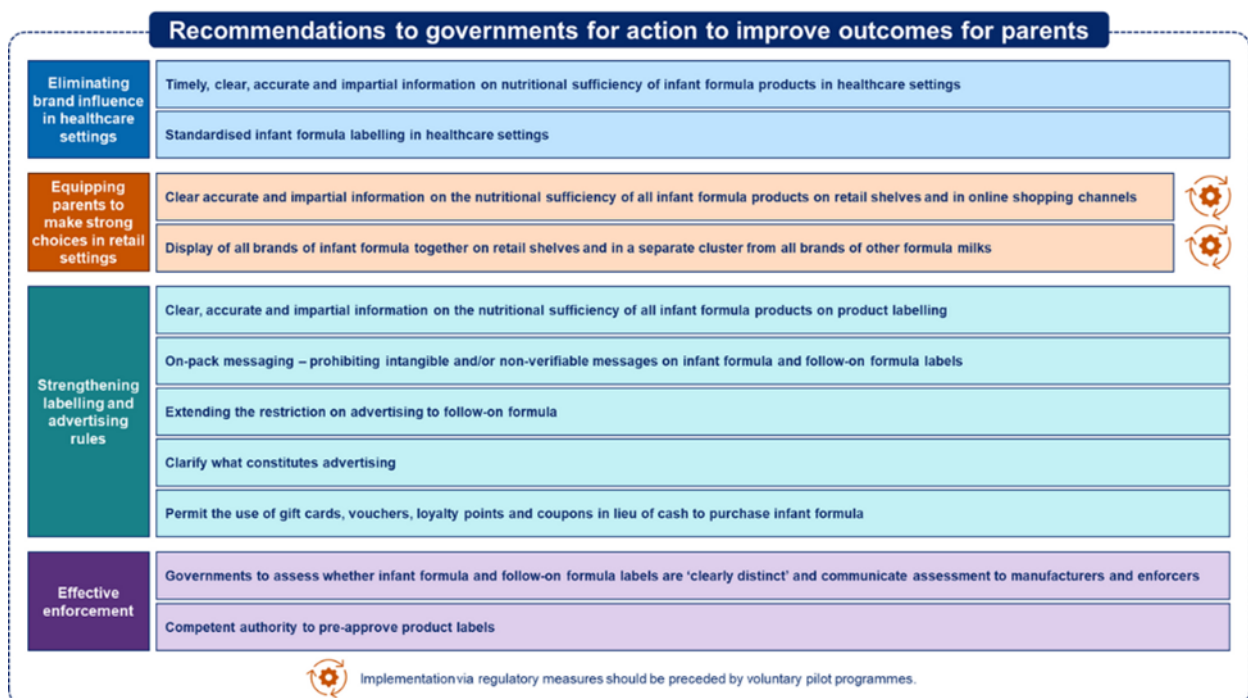 Recommendations to governments for action to improve outcomes for parents
Eliminating
brand influence
in healthcare
settings
Timely, clear, accurate and impartial information on nutritional sufficiency of infant formula products in healthcare settings
Standardised infant formula labelling in healthcare settings
Equipping
parents to
make strong
choices in retail
settings
Clear accurate and impartial information on the nutritional sufficiency of all infant formula products on retail shelves and in online shopping channels
Display of all brands of infant formula together on retail shelves and in a separate cluster from all brands of other formula milks
Strengthening
labelling and
advertising
rules
Clear, accurate and impartial information on the nutritional sufficiency of all infant formula products on product labelling
On-pack messaging – prohibiting intangible and/or non-verifiable messages on infant formula and follow-on formula labels
Extending the restriction on advertising to follow-on formula
Clarify what constitutes advertising
Permit the use of gift cards, vouchers, loyalty points and coupons in lieu of cash to purchase infant formula
Effective
enforcement
Governments to assess whether infant formula and follow-on formula labels are ‘clearly distinct’ and communicate assessment to manufacturers and enforcers
Competent authority to pre-approve product labels
Implementation via regulatory measures should be preceded by voluntary pilot programmes.